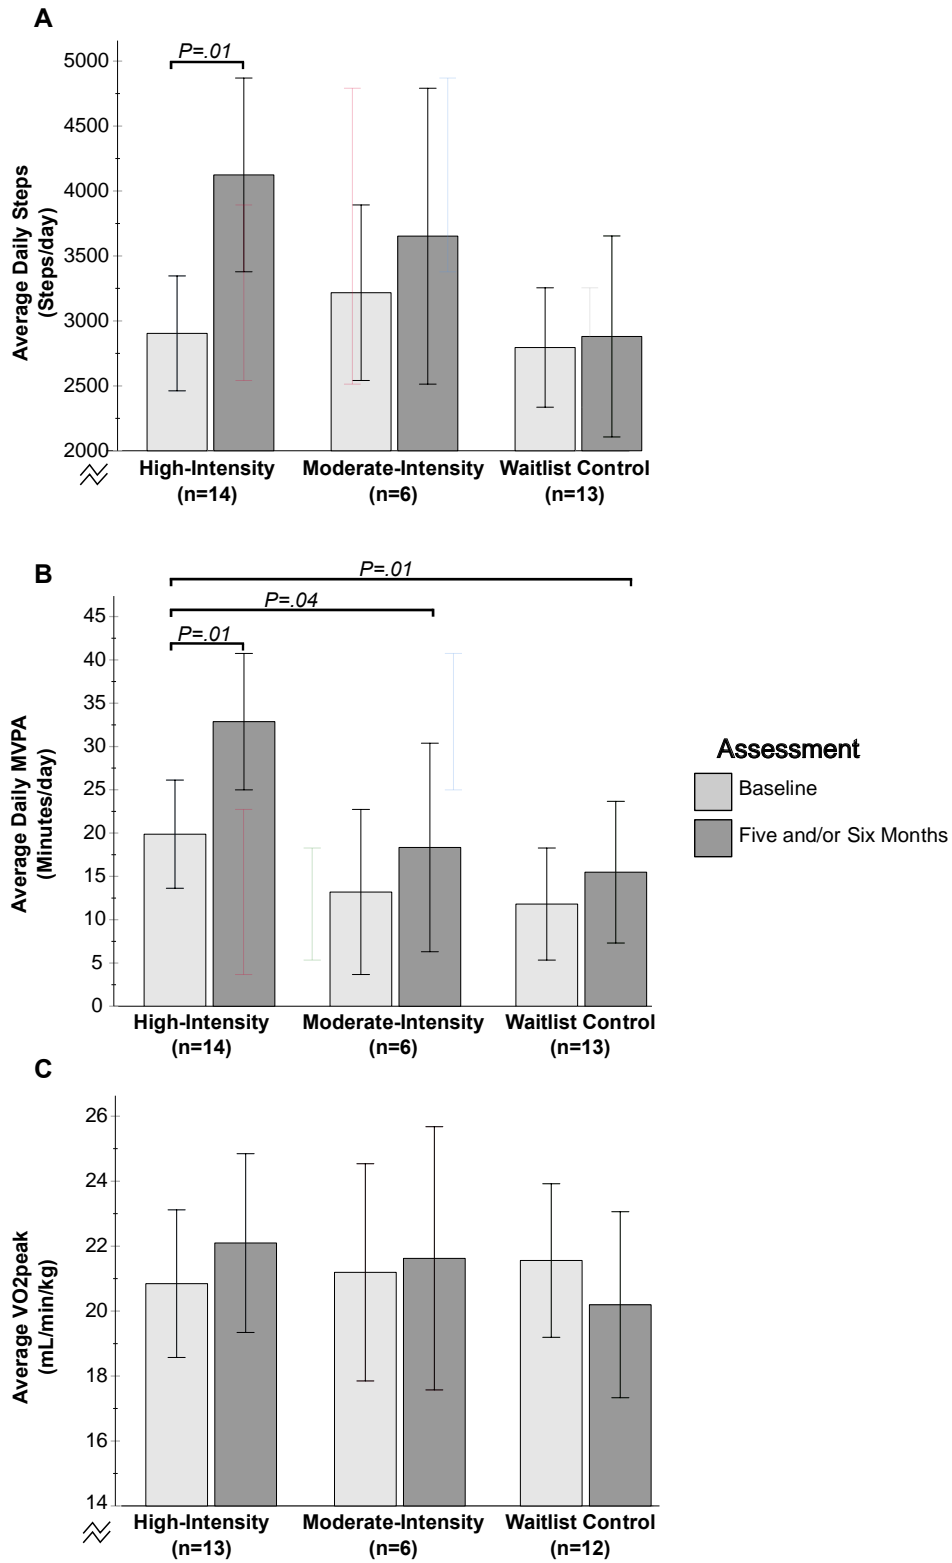 A
P=.01
5000
4500
4000
3500
3000
2500
2000
Average Daily Steps
(Steps/day)
High-Intensity
(n=14)
Moderate-Intensity
(n=6)
Waitlist Control
(n=13)
B
P=.01
P=.04
P=.01
45
40
35
30
25
20
15
10
5
0
Average Daily MVPA
(Minutes/day)
High-Intensity
(n=14)
Moderate-Intensity
(n=6)
Waitlist Control
(n=13)
Assessment
Baseline
Five and/or Six Months
C
26
24
22
20
18
16
14
Average VO2peak
(mL/min/kg)
High-Intensity
(n=13)
Moderate-Intensity
(n=6)
Waitlist Control
(n=12)